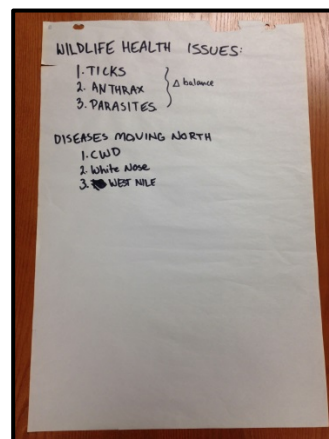 WILDLIFE HEALTH ISSUES:
1. TICKS
2. ANTHRAX } Δ balance
3. PARASITES
DISEASES MOVING NORTH
1. CWD
2. White Nose
3. WEST NILE